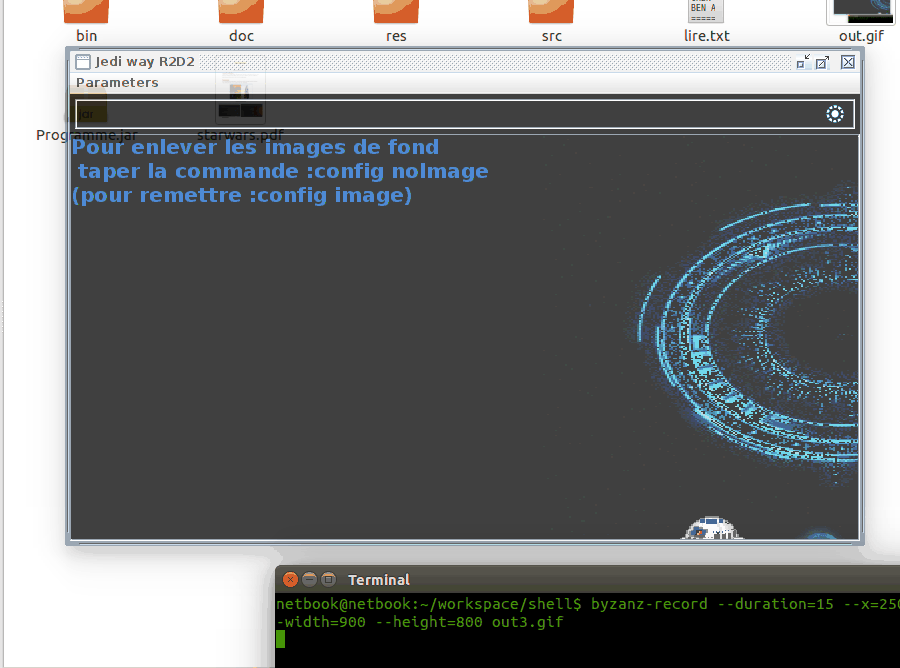 bin
doc
res
src
BEN A
=====
lire.txt
out.gif
Jedi way R2D2
Parameters
jar
Programme.jar
starwars.pdf
Pour enlever les images de fond
taper la commande :config noImage
(pour remettre :config image)
Terminal
netbook@netbook:~/workspace/shell$ byzanz-record --duration=15 --x=250
-width=900 --height=800 out3.gif